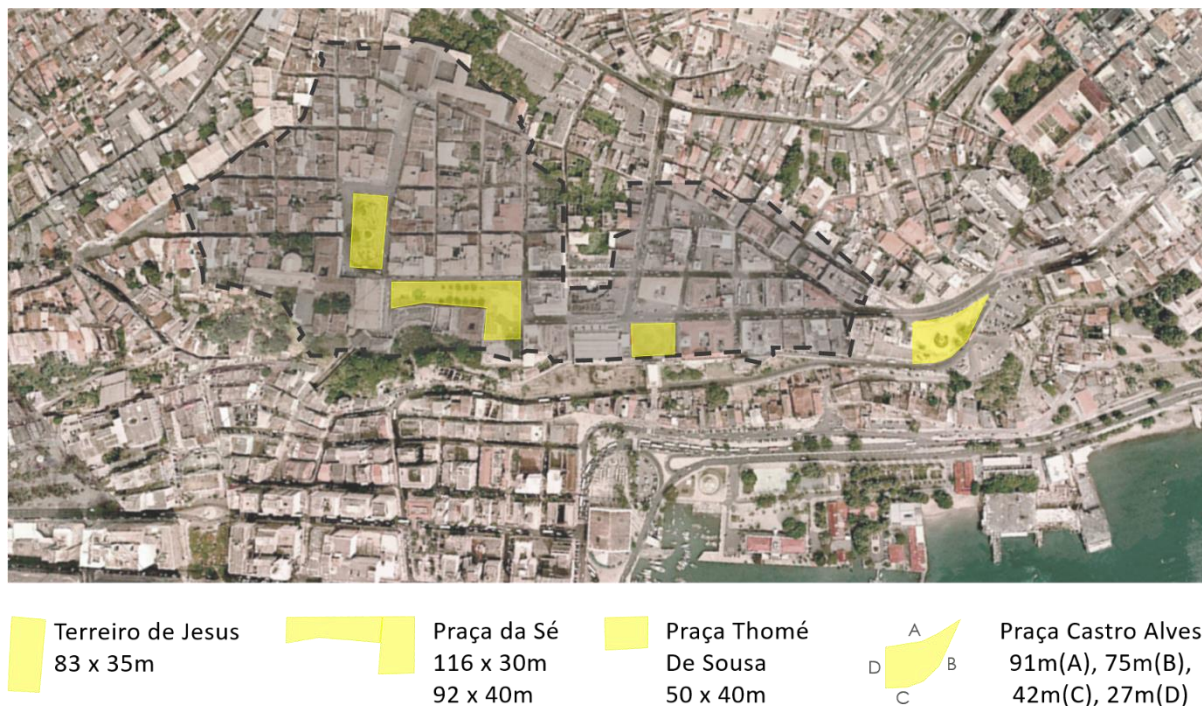 Terreiro de Jesus
83 x 35m
Praça da Sé
116 x 30m
92 x 40m
Praça Thomé
De Sousa
50 x 40m
A
B
C
D
Praça Castro Alves
91m(A), 75m(B),
42m(C), 27m(D)